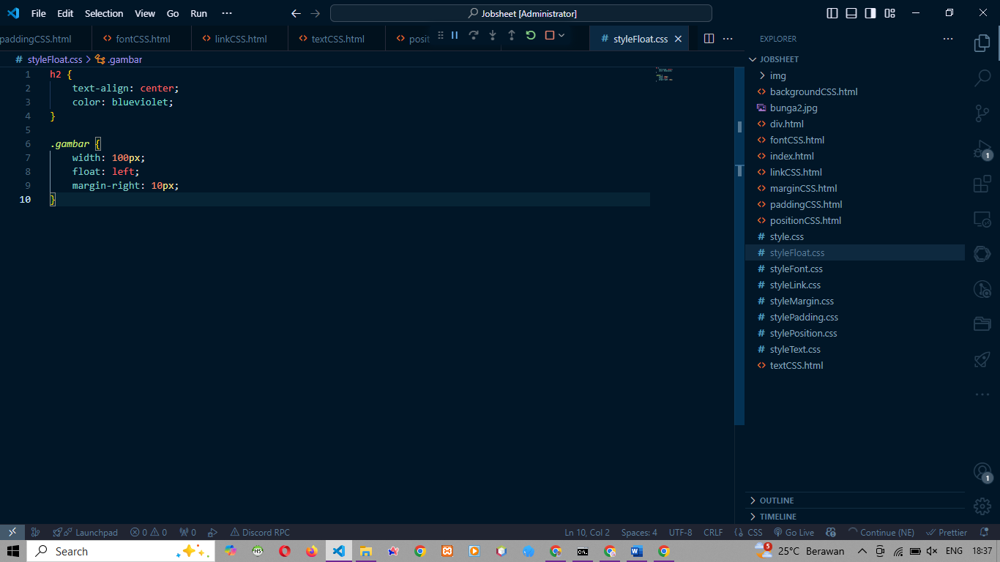 File Edit Selection View Go Run ··· Jobsheet [Administrator]
paddingCSS.html fontCSS.html linkCSS.html textCSS.html posit # styleFloat.css
# styleFloat.css > .gambar
1 h2 {
2 text-align: center;
3 color: blueviolet;
4 }
5
6 .gambar {
7 width: 100px;
8 float: left;
9 margin-right: 10px;
10 }
EXPLORER
JOBSHEET
img
backgroundCSS.html
bunga2.jpg
div.html
fontCSS.html
index.html
linkCSS.html
marginCSS.html
paddingCSS.html
positionCSS.html
# style.css
# styleFloat.css
# styleFont.css
# styleLink.css
# styleMargin.css
# stylePadding.css
# stylePosition.css
# styleText.css
textCSS.html
OUTLINE
TIMELINE
1
1
Launchpad 0 0 0 Discord RPC Ln 10, Col 2 Spaces: 4 UTF-8 CRLF { } CSS Go Live Continue (NE) Prettier
Search 5 25°C Berawan ENG 18:37